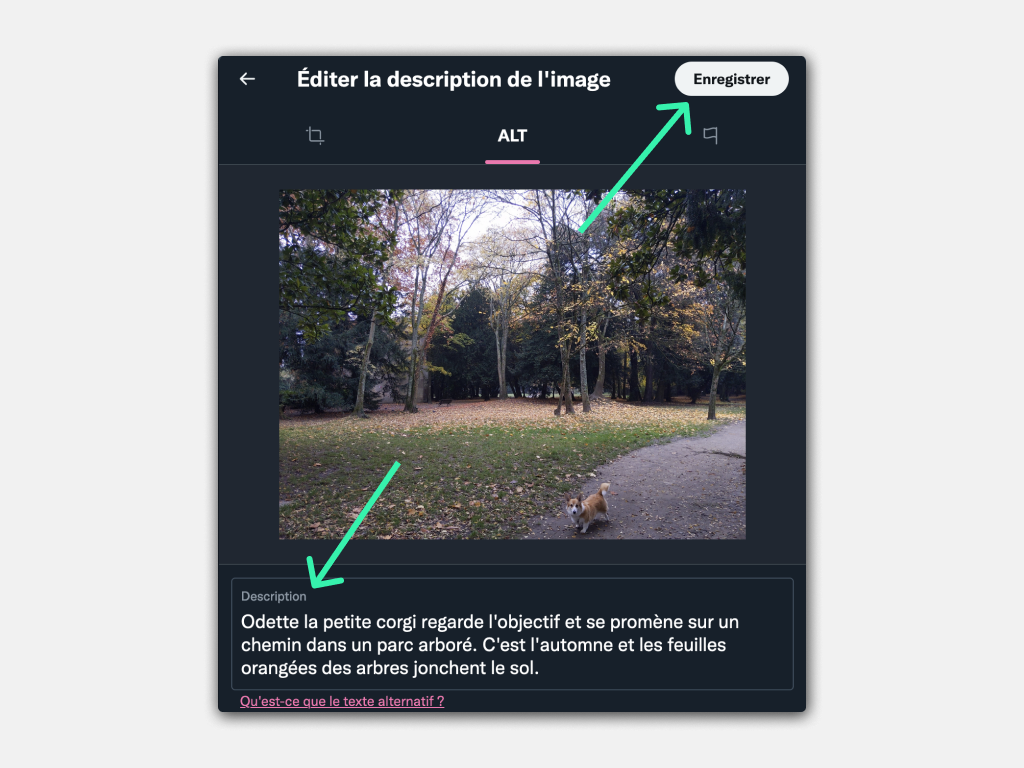 Éditer la description de l'image
Enregistrer
ALT
Description
Odette la petite corgi regarde l'objectif et se promène sur un
chemin dans un parc arboré. C'est l'automne et les feuilles
orangées des arbres jonchent le sol.
Qu'est-ce que le texte alternatif ?